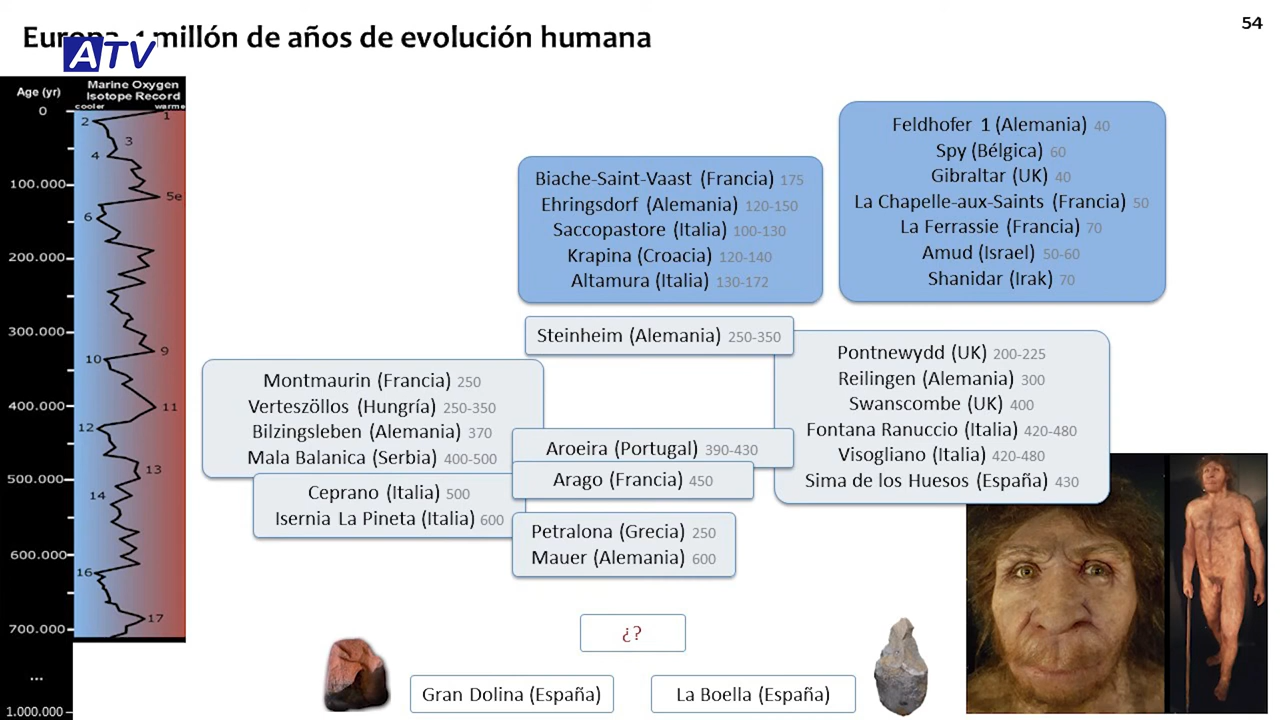 Europa, 1 millón de años de evolución humana
ATV
54
Age (yr)
Marine Oxygen
Isotope Record
cooler
warme
0
1
2
3
4
100.000
5e
6
200.000
300.000
9
10
400.000
11
12
13
500.000
14
600.000
16
17
700.000
...
1.000.000
Feldhofer 1 (Alemania) 40
Spy (Bélgica) 60
Gibraltar (UK) 40
La Chapelle-aux-Saints (Francia) 50
La Ferrassie (Francia) 70
Amud (Israel) 50-60
Shanidar (Irak) 70
Biache-Saint-Vaast (Francia) 175
Ehringsdorf (Alemania) 120-150
Saccopastore (Italia) 100-130
Krapina (Croacia) 120-140
Altamura (Italia) 130-172
Steinheim (Alemania) 250-350
Pontnewydd (UK) 200-225
Reilingen (Alemania) 300
Swanscombe (UK) 400
Fontana Ranuccio (Italia) 420-480
Visogliano (Italia) 420-480
Sima de los Huesos (España) 430
Montmaurin (Francia) 250
Verteszöllos (Hungría) 250-350
Bilzingsleben (Alemania) 370
Mala Balanica (Serbia) 400-500
Aroeira (Portugal) 390-430
Arago (Francia) 450
Ceprano (Italia) 500
Isernia La Pineta (Italia) 600
Petralona (Grecia) 250
Mauer (Alemania) 600
¿?
Gran Dolina (España)
La Boella (España)